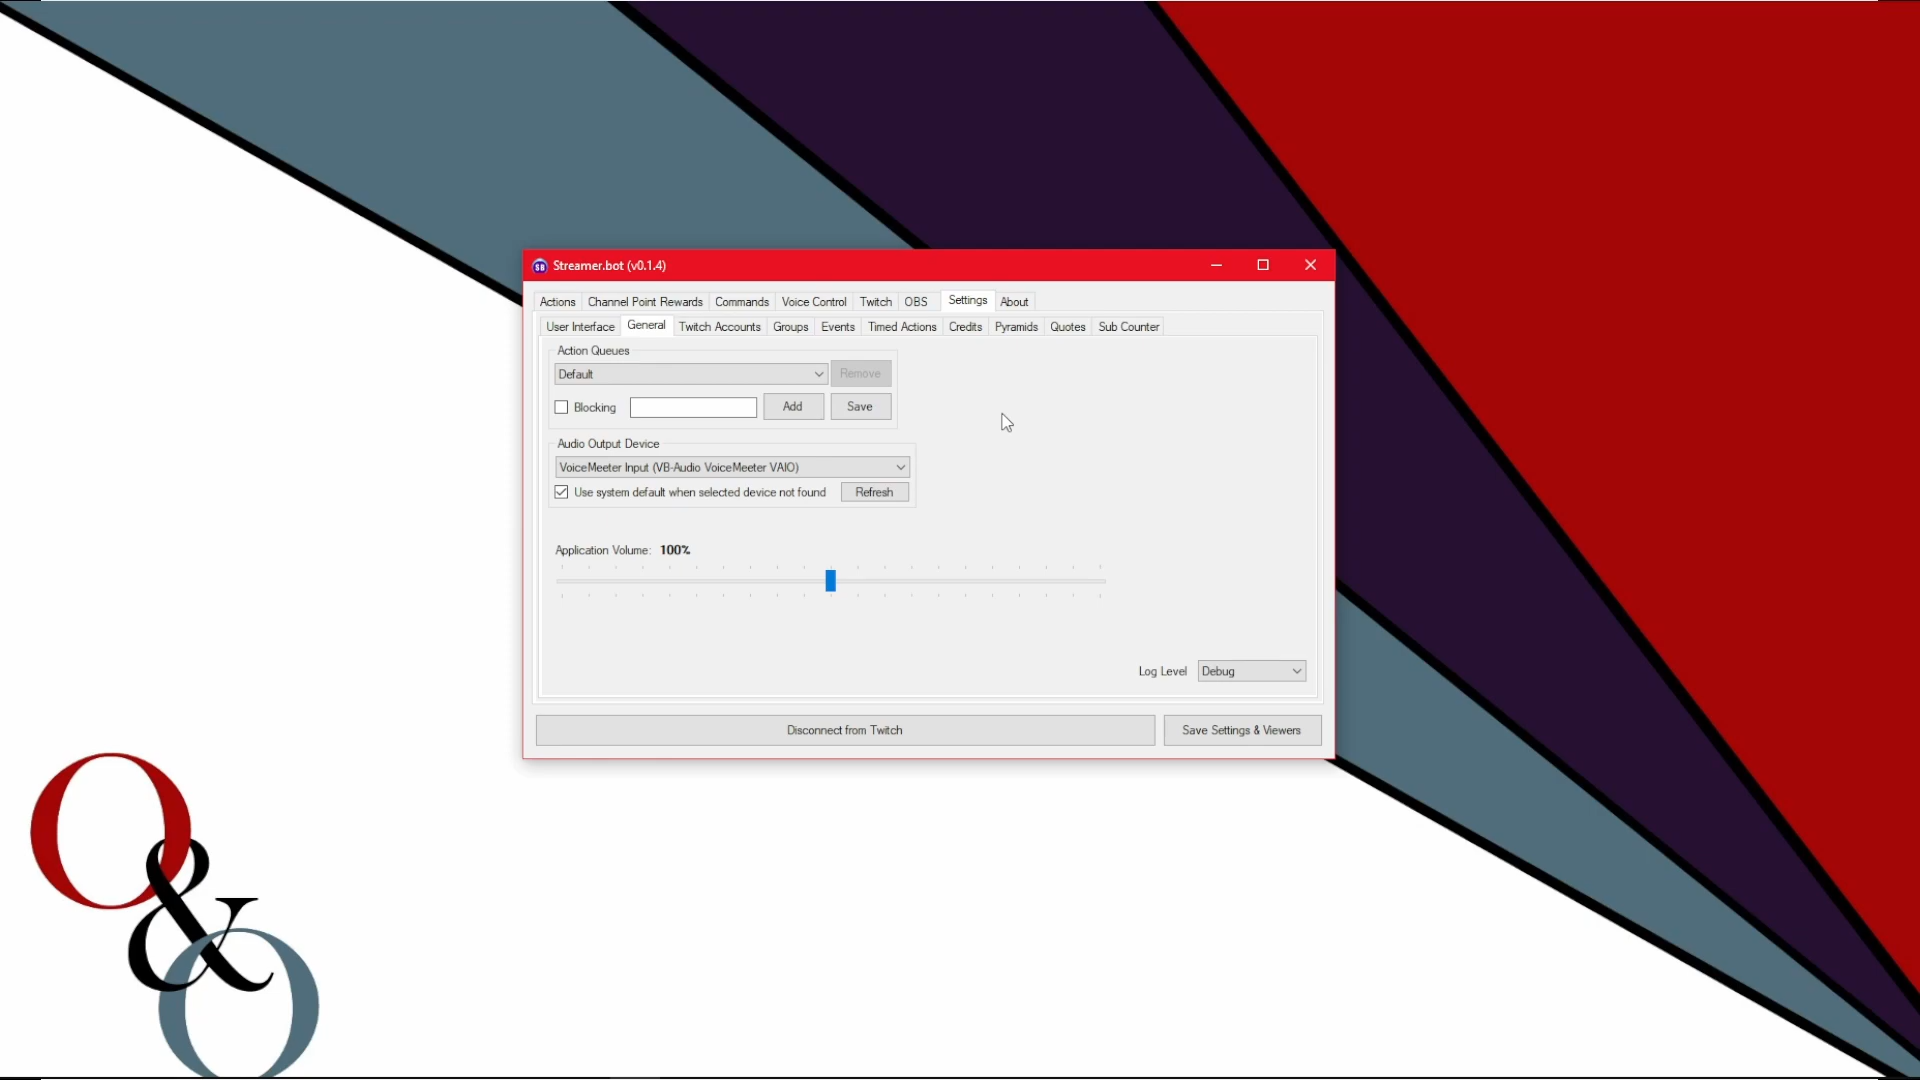 Streamer.bot (v0.1.4)
Actions Channel Point Rewards Commands Voice Control Twitch OBS Settings About
User Interface General Twitch Accounts Groups Events Timed Actions Credits Pyramids Quotes Sub Counter
Action Queues
Default Remove
Blocking Add Save
Audio Output Device
VoiceMeeter Input (VB-Audio VoiceMeeter VAIO)
Use system default when selected device not found Refresh
Application Volume: 100%
Log Level Debug
Disconnect from Twitch Save Settings & Viewers
O&O